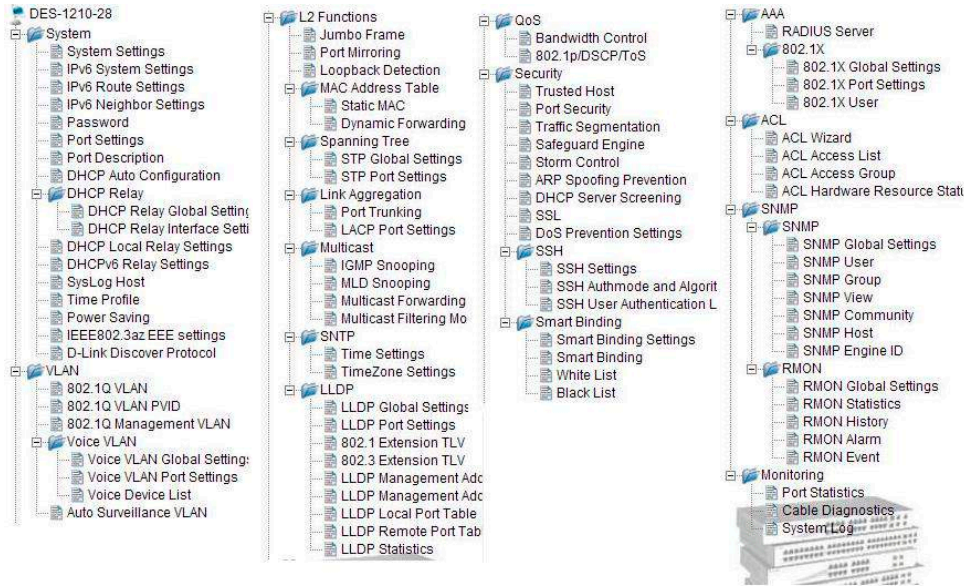 DES-1210-28
System
System Settings
IPv6 System Settings
IPv6 Route Settings
IPv6 Neighbor Settings
Password
Port Settings
Port Description
DHCP Auto Configuration
DHCP Relay
DHCP Relay Global Setting
DHCP Relay Interface Setti
DHCP Local Relay Settings
DHCPv6 Relay Settings
SysLog Host
Time Profile
Power Saving
IEEE802.3az EEE settings
D-Link Discover Protocol
VLAN
802.1Q VLAN
802.1Q VLAN PVID
802.1Q Management VLAN
Voice VLAN
Voice VLAN Global Setting
Voice VLAN Port Settings
Voice Device List
Auto Surveillance VLAN
L2 Functions
Jumbo Frame
Port Mirroring
Loopback Detection
MAC Address Table
Static MAC
Dynamic Forwarding
Spanning Tree
STP Global Settings
STP Port Settings
Link Aggregation
Port Trunking
LACP Port Settings
Multicast
IGMP Snooping
MLD Snooping
Multicast Forwarding
Multicast Filtering Mo
SNTP
Time Settings
TimeZone Settings
LLDP
LLDP Global Settings
LLDP Port Settings
802.1 Extension TLV
802.3 Extension TLV
LLDP Management Add
LLDP Management Add
LLDP Local Port Table
LLDP Remote Port Tab
LLDP Statistics
QoS
Bandwidth Control
802.1p/DSCP/ToS
Security
Trusted Host
Port Security
Traffic Segmentation
Safeguard Engine
Storm Control
ARP Spoofing Prevention
DHCP Server Screening
SSL
DoS Prevention Settings
SSH
SSH Settings
SSH Authmode and Algorit
SSH User Authentication L
Smart Binding
Smart Binding Settings
Smart Binding
White List
Black List
AAA
RADIUS Server
802.1X
802.1X Global Settings
802.1X Port Settings
802.1X User
ACL
ACL Wizard
ACL Access List
ACL Access Group
ACL Hardware Resource Statu
SNMP
SNMP
SNMP Global Settings
SNMP User
SNMP Group
SNMP View
SNMP Community
SNMP Host
SNMP Engine ID
RMON
RMON Global Settings
RMON Statistics
RMON History
RMON Alarm
RMON Event
Monitoring
Port Statistics
Cable Diagnostics
System Log